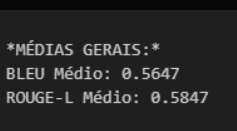 *MÉDIAS GERAIS:*
BLEU Médio: 0.5647
ROUGE-L Médio: 0.5847